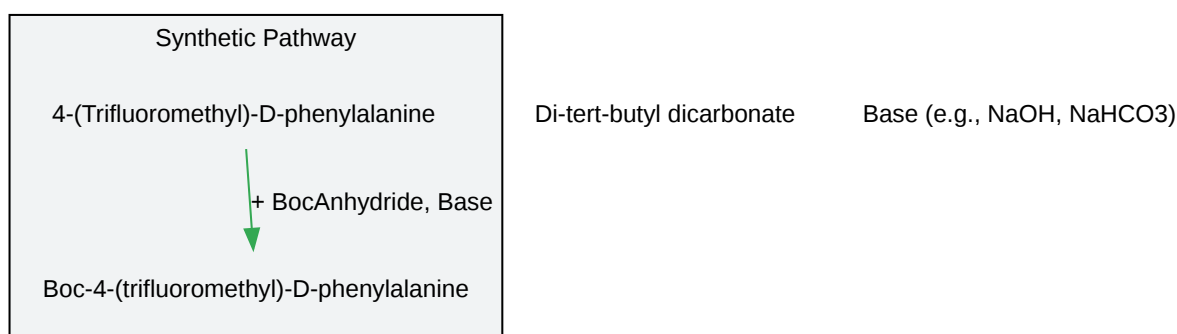 Synthetic Pathway
4-(Trifluoromethyl)-D-phenylalanine
Di-tert-butyl dicarbonate
Base (e.g., NaOH, NaHCO3)
+ BocAnhydride, Base
Boc-4-(trifluoromethyl)-D-phenylalanine